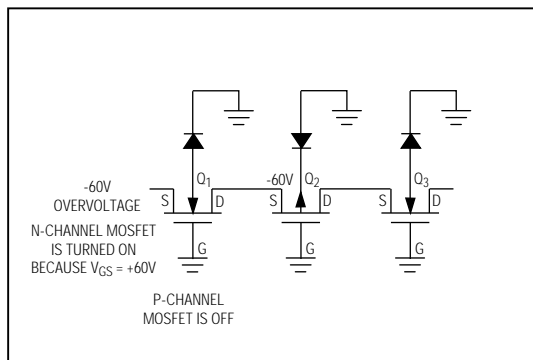 Q1
-60V
Q2
Q3
-60V
OVERVOLTAGE
S
D
S
D
S
D
N-CHANNEL MOSFET
IS TURNED ON
BECAUSE VGS = +60V
G
G
G
P-CHANNEL
MOSFET IS OFF